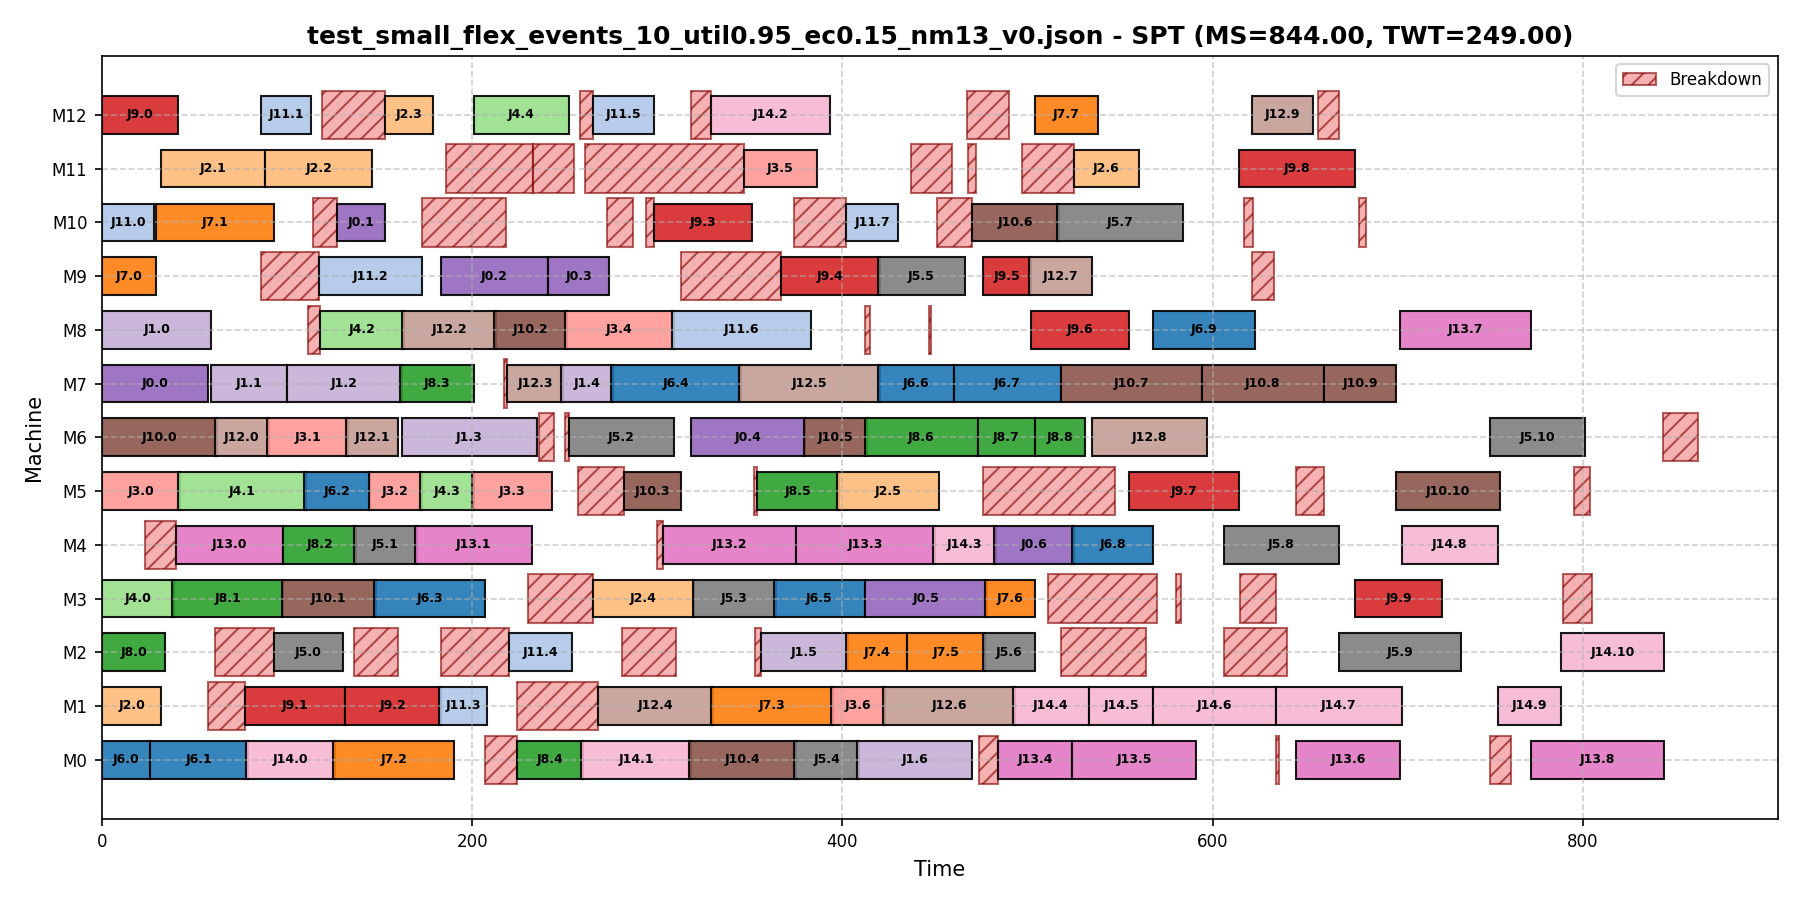 test_small_flex_events_10_util0.95_ec0.15_nm13_v0.json - SPT (MS=844.00, TWT=249.00)
Breakdown
M12 J9.0 J11.1 J2.3 J4.4 J11.5 J14.2 J7.7 J12.9
M11 J2.1 J2.2 J3.5 J2.6 J9.8
M10 J11.0 J7.1 J0.1 J9.3 J11.7 J10.6 J5.7
M9 J7.0 J11.2 J0.2 J0.3 J9.4 J5.5 J9.5 J12.7
M8 J1.0 J4.2 J12.2 J10.2 J3.4 J11.6 J9.6 J6.9 J13.7
M7 J0.0 J1.1 J1.2 J8.3 J12.3 J1.4 J6.4 J12.5 J6.6 J6.7 J10.7 J10.8 J10.9
M6 J10.0 J12.0 J3.1 J12.1 J1.3 J5.2 J0.4 J10.5 J8.6 J8.7 J8.8 J12.8 J5.10
M5 J3.0 J4.1 J6.2 J3.2 J4.3 J3.3 J10.3 J8.5 J2.5 J9.7 J10.10
M4 J13.0 J8.2 J5.1 J13.1 J13.2 J13.3 J14.3 J0.6 J6.8 J5.8 J14.8
M3 J4.0 J8.1 J10.1 J6.3 J2.4 J5.3 J6.5 J0.5 J7.6 J9.9
M2 J8.0 J5.0 J11.4 J1.5 J7.4 J7.5 J5.6 J5.9 J14.10
M1 J2.0 J9.1 J9.2 J11.3 J12.4 J7.3 J3.6 J12.6 J14.4 J14.5 J14.6 J14.7 J14.9
M0 J6.0 J6.1 J14.0 J7.2 J8.4 J14.1 J10.4 J5.4 J1.6 J13.4 J13.5 J13.6 J13.8
0 200 400 600 800
Time
Machine